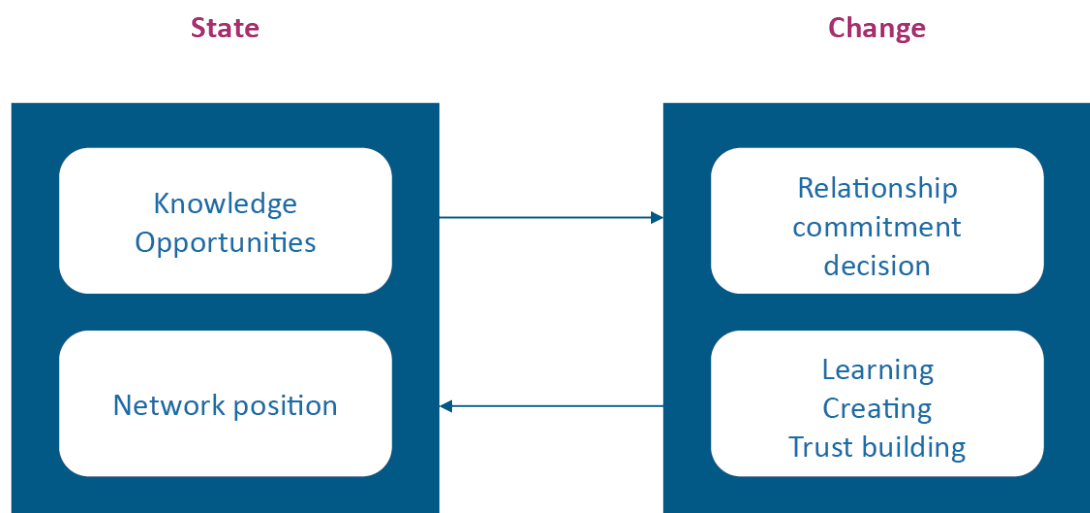 State
Change
Knowledge
Opportunities
Relationship
commitment
decision
Network position
Learning
Creating
Trust building